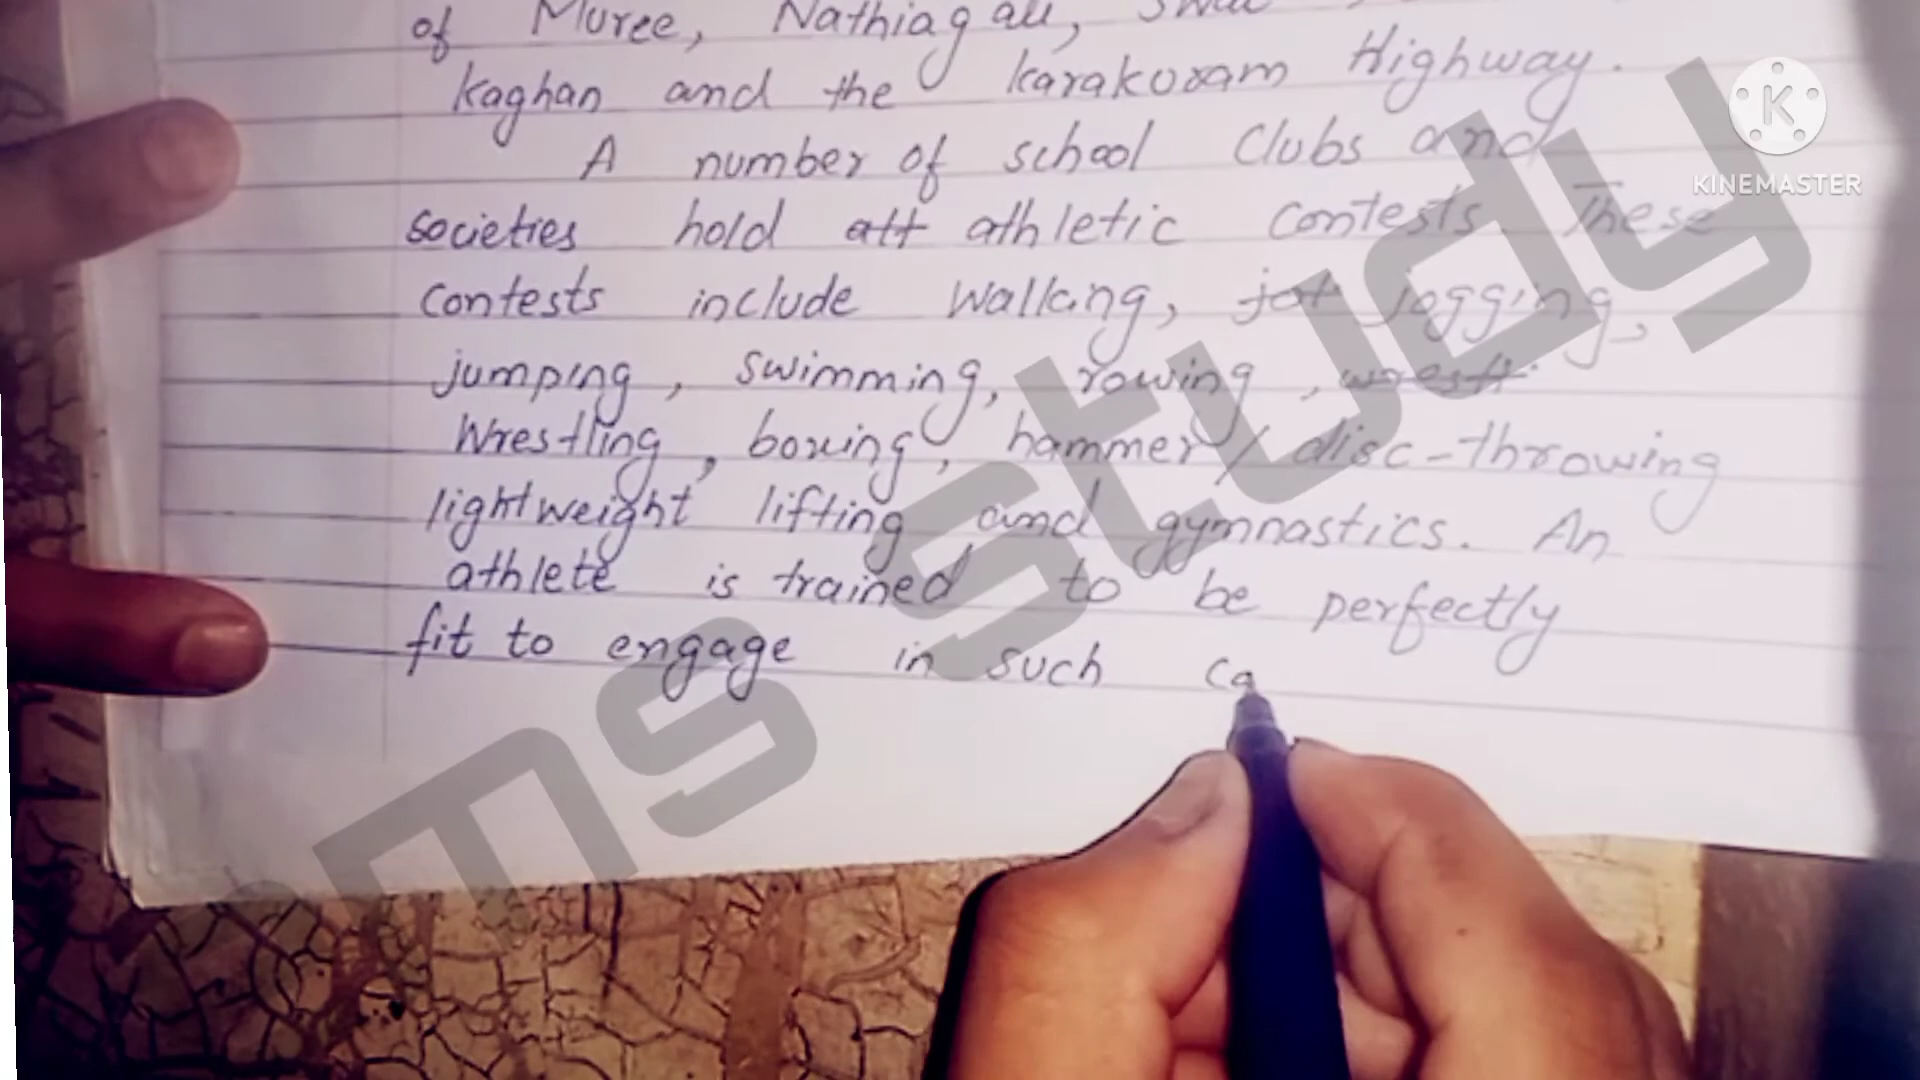 of Muree, Nathiagali, Swat
Kaghan and the Karakoram Highway.
A number of school Clubs and
societies hold att athletic contests. These
contests include Walking, jot jogging,
jumping, swimming, rowing, wrestl
Wrestling, boxing, hammer / disc-throwing
lightweight lifting and gymnastics. An
athlete is trained to be perfectly
fit to engage in such ca
KINEMASTER
ms study